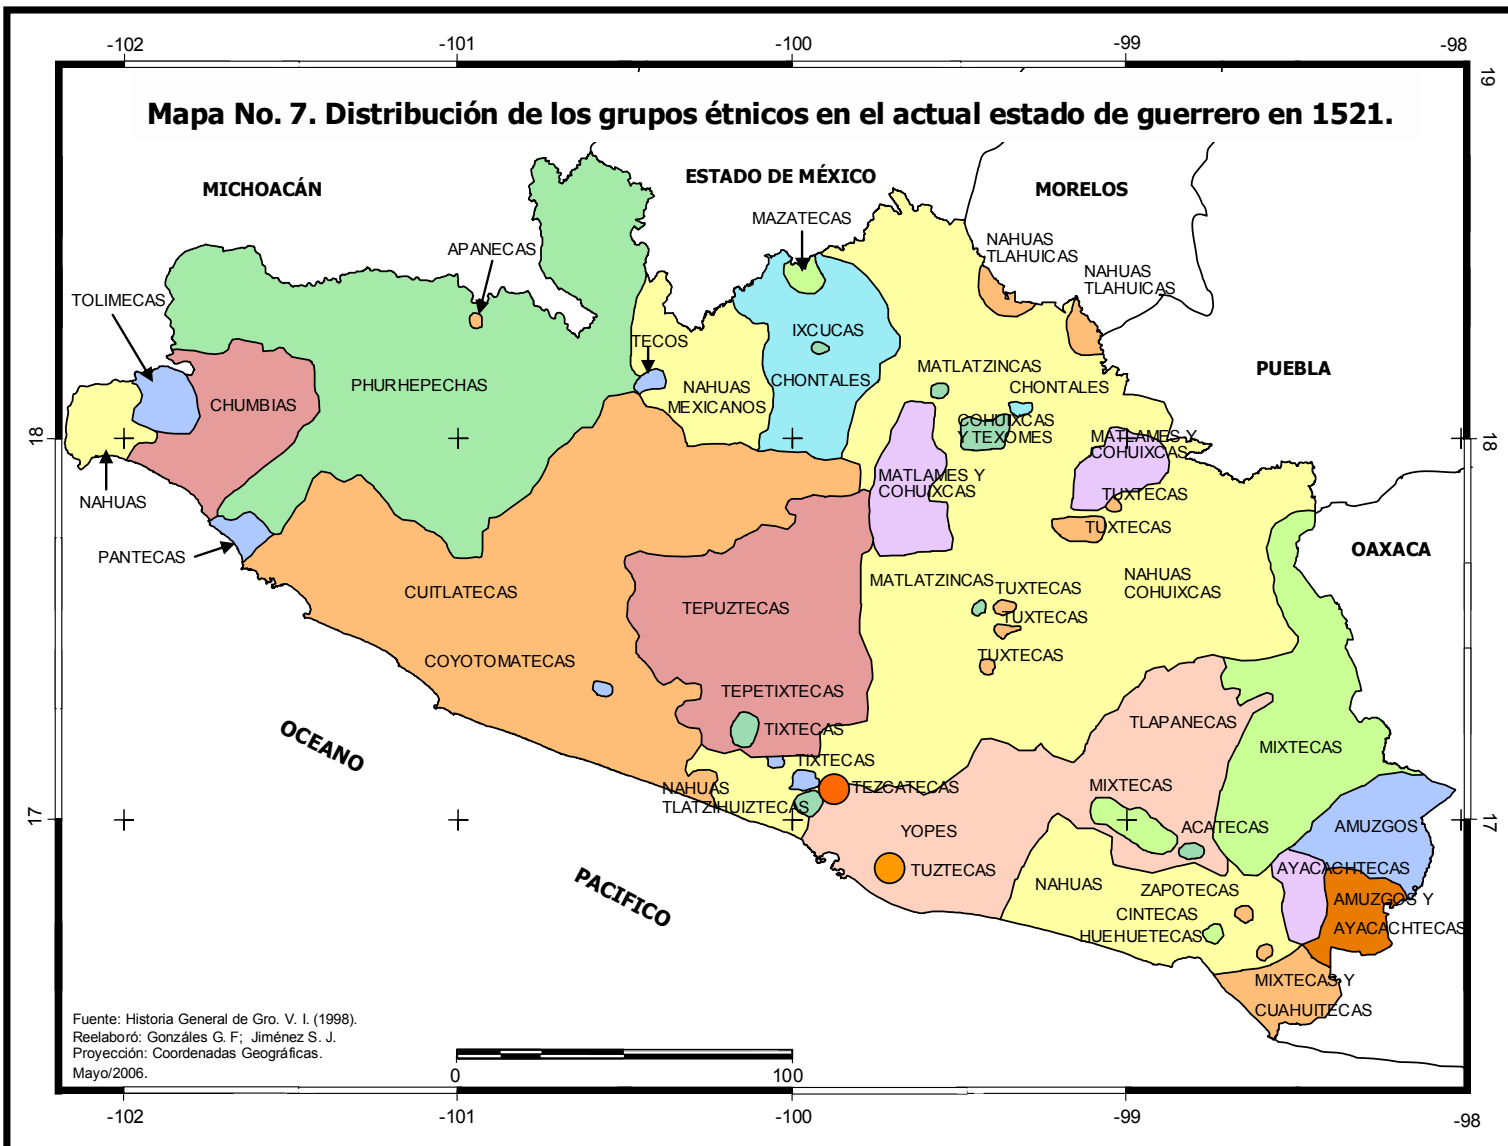 -102
-101
-100
-99
-98
19
Mapa No. 7. Distribución de los grupos étnicos en el actual estado de guerrero en 1521.
MICHOACÁN
ESTADO DE MÉXICO
MORELOS
MAZATECAS
APANECAS
NAHUAS
TLAHUICAS
NAHUAS
TLAHUICAS
TOLIMECAS
IXCUCAS
TECOS
MATLATZINCAS
PUEBLA
PHURHEPECHAS
NAHUAS
MEXICANOS
CHONTALES
CHONTALES
CHUMBIAS
COHUIXCAS
Y TEXOMES
18
18
MATLAMES Y
COHUIXCAS
MATLAMES Y
COHUIXCAS
NAHUAS
TUXTECAS
TUXTECAS
PANTECAS
OAXACA
CUITLATECAS
MATLATZINCAS
NAHUAS
COHUIXCAS
TUXTECAS
TEPUZTECAS
TUXTECAS
TUXTECAS
COYOTOMATECAS
TEPETIXTECAS
TLAPANECAS
TIXTECAS
MIXTECAS
OCEANO
TIXTECAS
NAHUAS
TLATZIHUIZTECAS
TEZCATECAS
MIXTECAS
17
17
YOPES
ACATECAS
AMUZGOS
TUZTECAS
AYACACHTECAS
PACIFICO
NAHUAS
ZAPOTECAS
AMUZGOS Y
AYACACHTECAS
CINTECAS
HUEHUETECAS
MIXTECAS Y
CUAHUITECAS
Fuente: Historia General de Gro. V. I. (1998).
Reelaboró: Gonzáles G. F; Jiménez S. J.
Proyección: Coordenadas Geográficas.
Mayo/2006.
0
100
-102
-101
-100
-99
-98